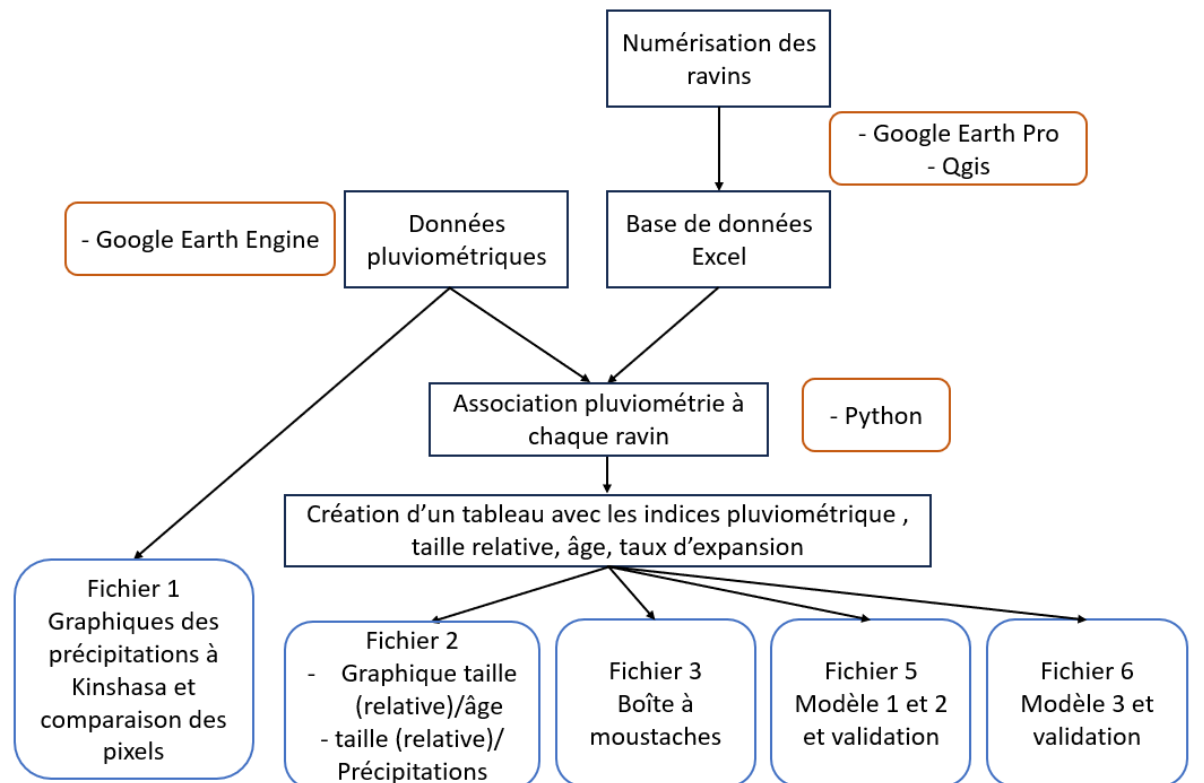 Numérisation des
ravins
- Google Earth Pro
- Qgis
- Google Earth Engine
Données
pluviométriques
Base de données
Excel
Association pluviométrie à
chaque ravin
- Python
Création d’un tableau avec les indices pluviométrique ,
taille relative, âge, taux d’expansion
Fichier 1
Graphiques des
précipitations à
Kinshasa et
comparaison des
pixels
Fichier 2
- Graphique taille
(relative)/âge
- taille (relative)/
Précipitations
Fichier 3
Boîte à
moustaches
Fichier 5
Modèle 1 et 2
et validation
Fichier 6
Modèle 3 et
validation